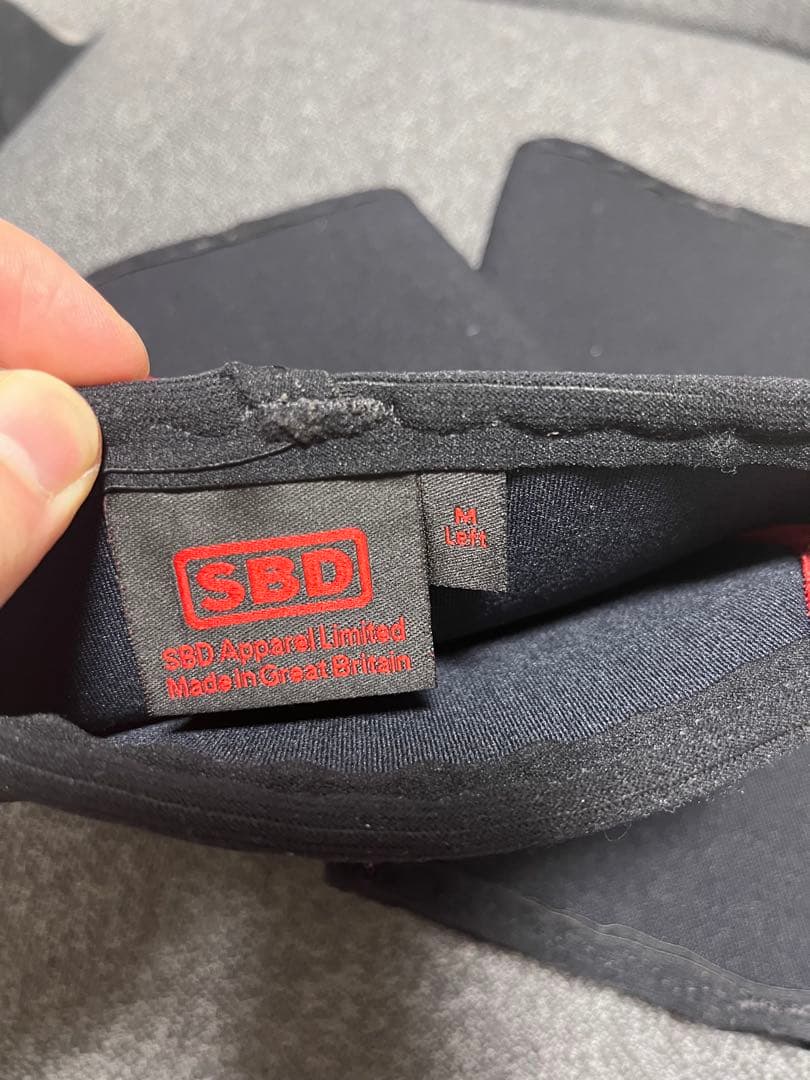 SBD
SBD Apparel Limited
Made in Great Britain
M
Left